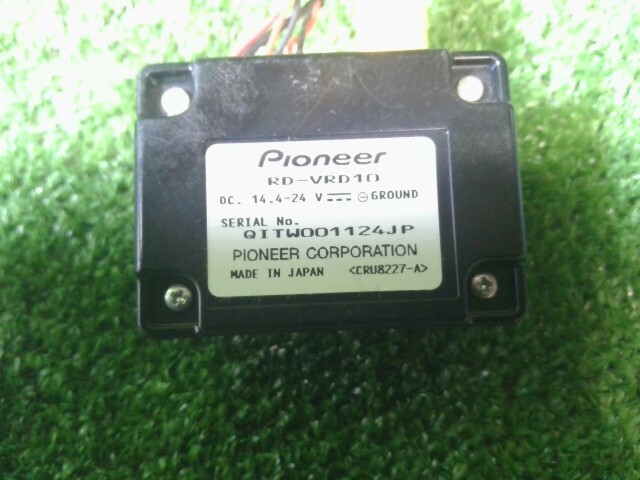 Pioneer
RD-VRD10
DC. 14.4-24 V ⎓ ⊖ GROUND
SERIAL No.
QITW001124JP
PIONEER CORPORATION
MADE IN JAPAN <CRU8227-A>